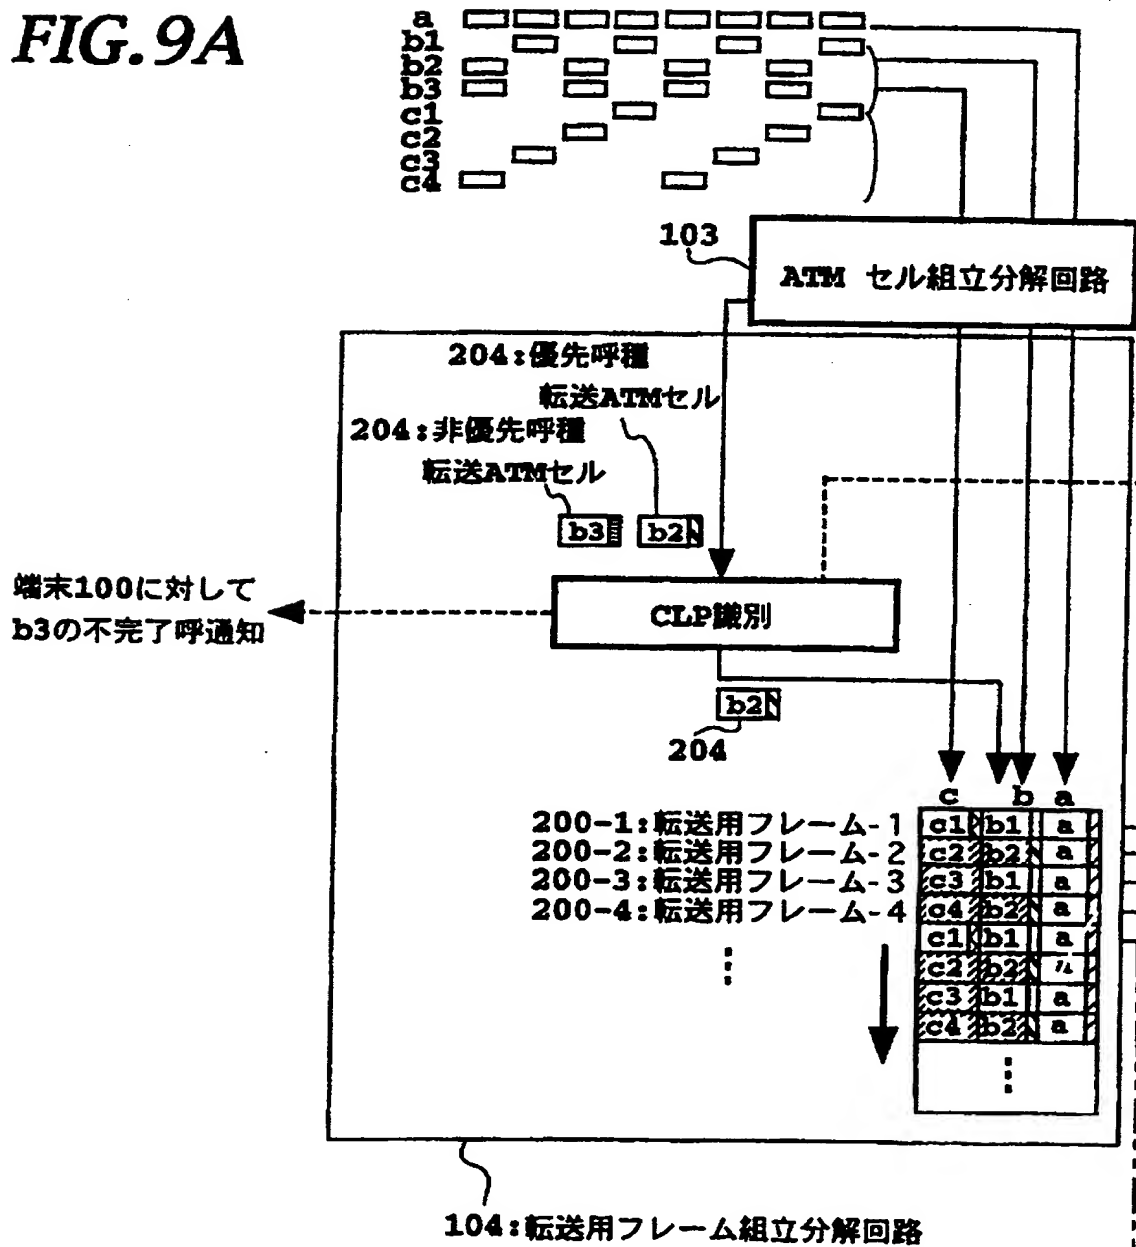 FIG.9A
a
b1
b2
b3
c1
c2
c3
c4
103
ATM セル組立分解回路
204:優先呼種
転送ATMセル
204:非優先呼種
転送ATMセル
b3
b2
端末100に対して
b3の不完了呼通知
CLP識別
b2
204
c b a
200-1:転送用フレーム-1 c1 b1 a
200-2:転送用フレーム-2 c2 b2 a
200-3:転送用フレーム-3 c3 b1 a
200-4:転送用フレーム-4 c4 b2 a
c1 b1 a
c2 b2
c3 b1 a
c4 b2 a
104:転送用フレーム組立分解回路